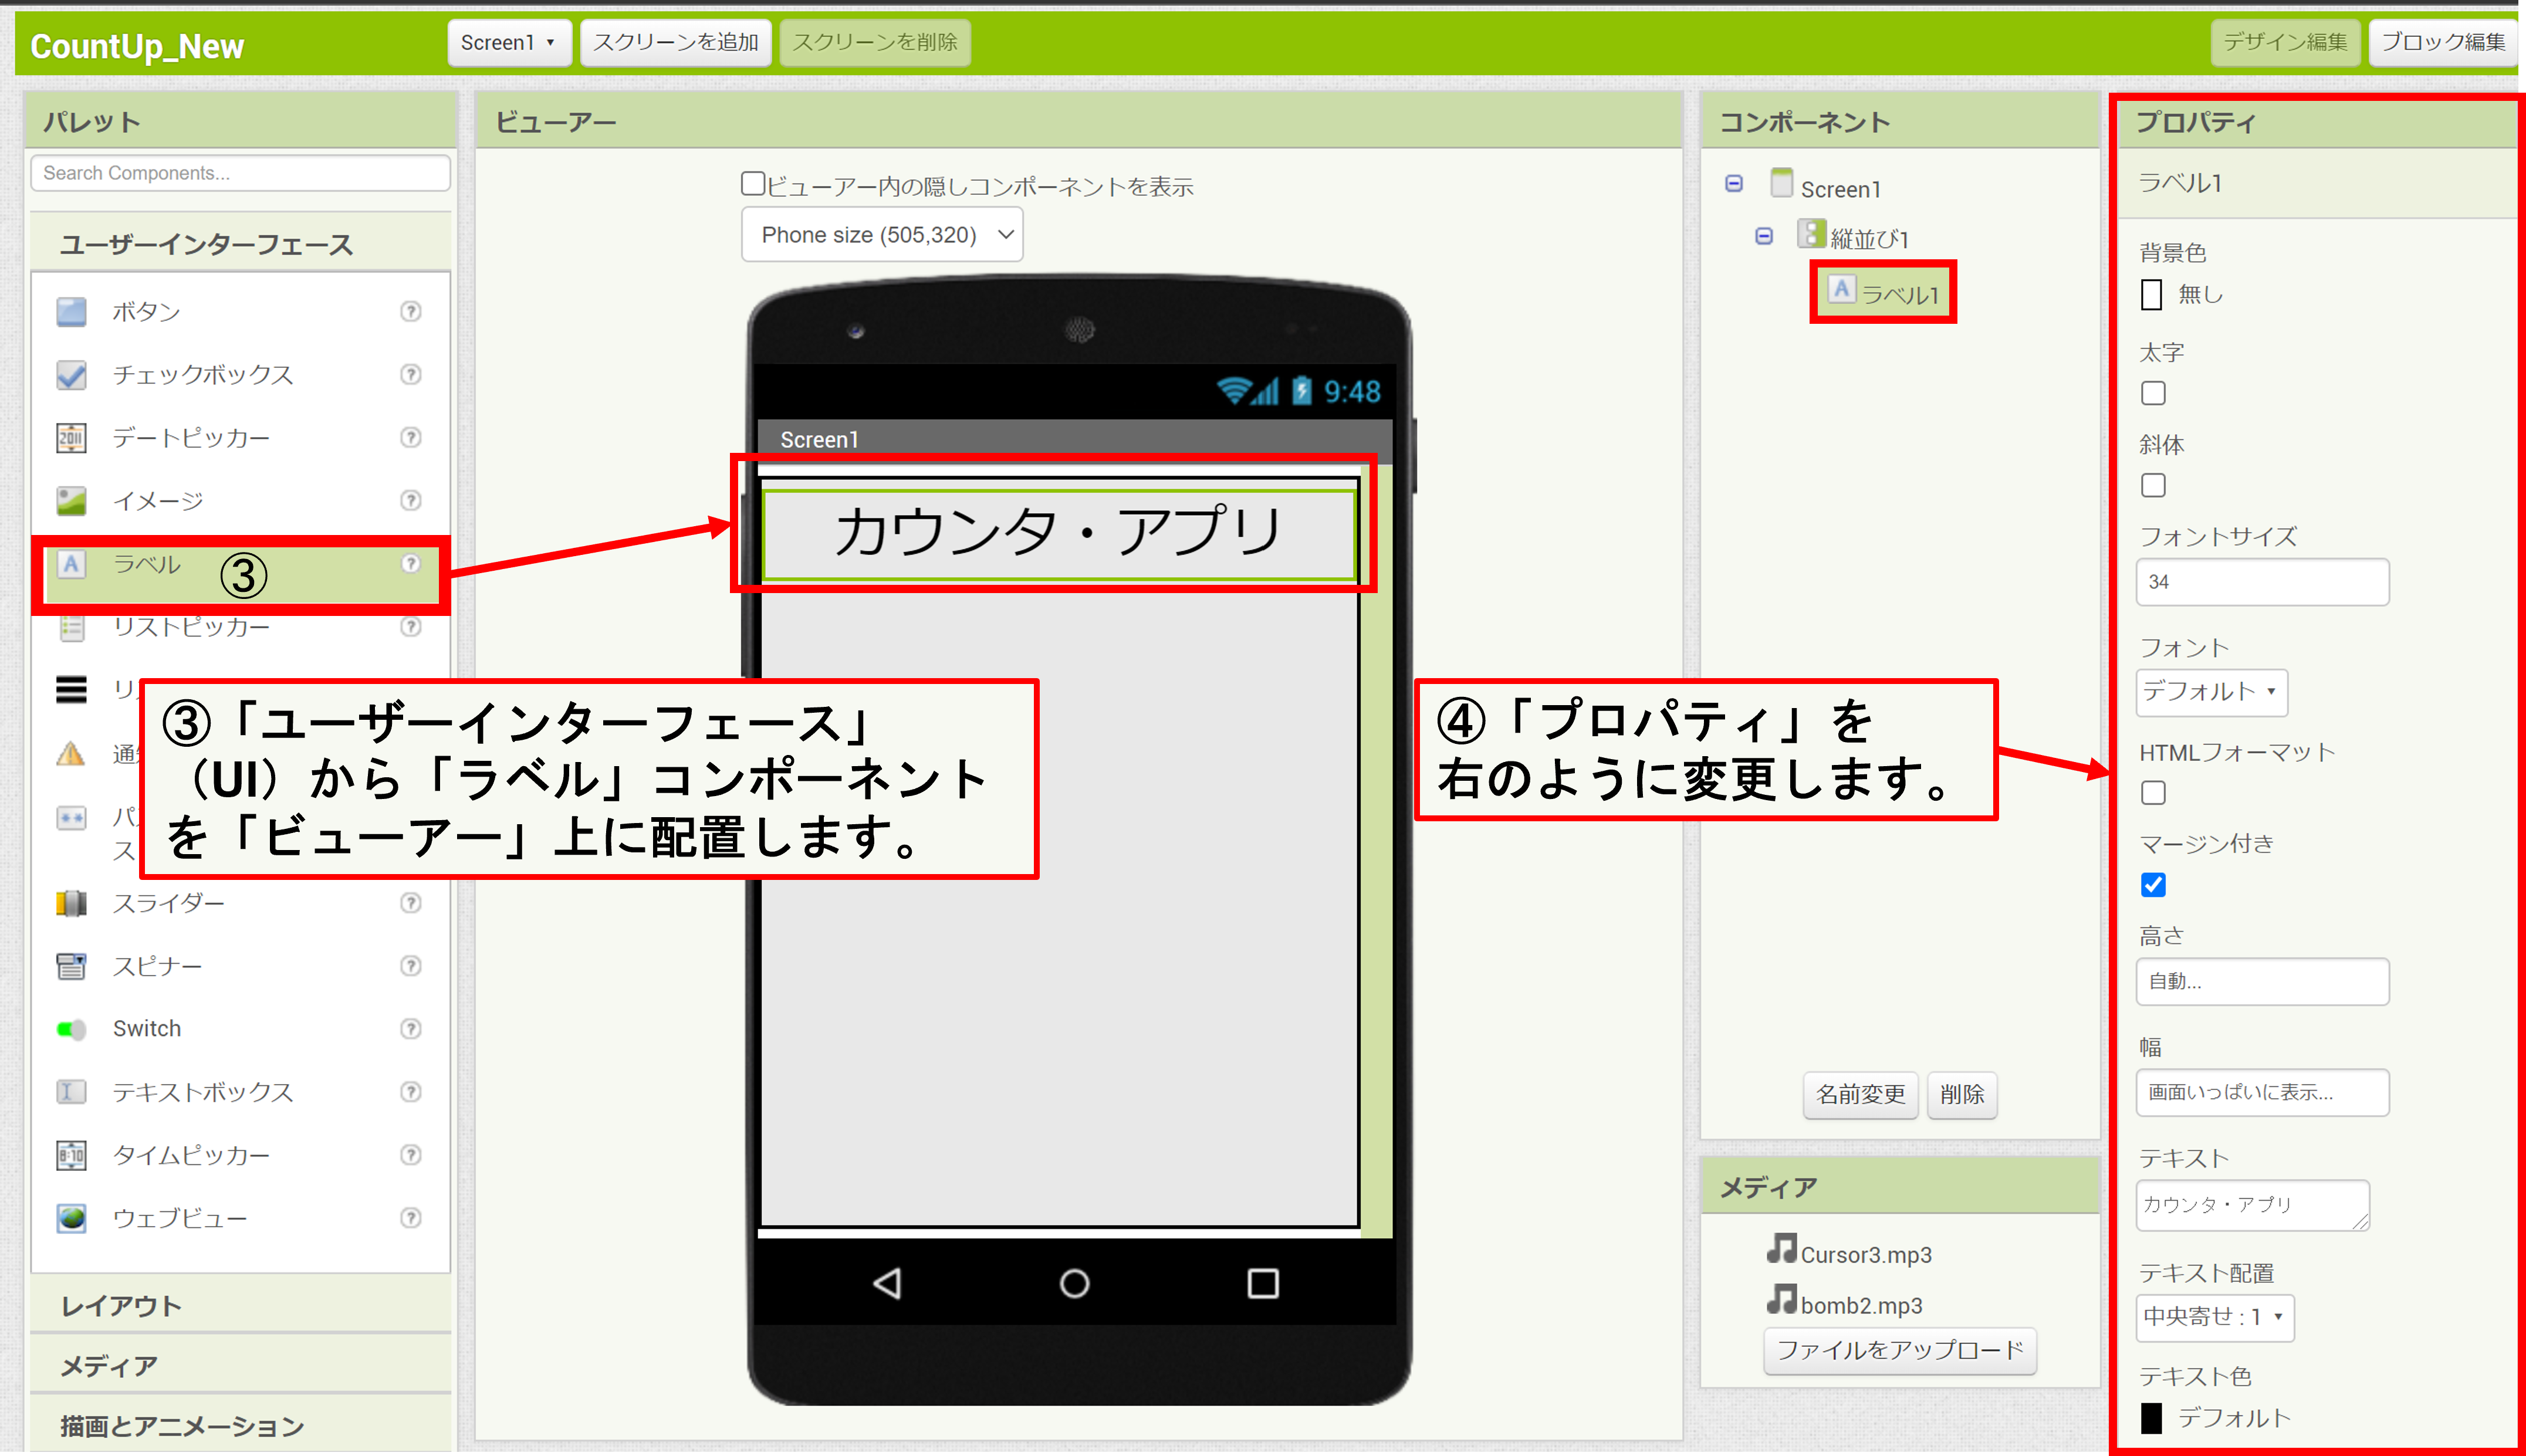 CountUp_New
Screen1 ▾
スクリーンを追加
スクリーンを削除
デザイン編集
ブロック編集
パレット
Search Components...
ユーザーインターフェース
ボタン
チェックボックス
デートピッカー
イメージ
ラベル
③
リストピッカー
リ
通
パ
ス
スライダー
スピナー
Switch
テキストボックス
タイムピッカー
ウェブビュー
レイアウト
メディア
描画とアニメーション
ビューアー
ビューアー内の隠しコンポーネントを表示
Phone size (505,320)
9:48
Screen1
カウンタ・アプリ
③「ユーザーインターフェース」
（UI）から「ラベル」コンポーネント
を「ビューアー」上に配置します。
コンポーネント
Screen1
縦並び1
ラベル1
④「プロパティ」を
右のように変更します。
名前変更
削除
メディア
Cursor3.mp3
bomb2.mp3
ファイルをアップロード
プロパティ
ラベル1
背景色
無し
太字
斜体
フォントサイズ
34
フォント
デフォルト ▾
HTMLフォーマット
マージン付き
高さ
自動...
幅
画面いっぱいに表示...
テキスト
カウンタ・アプリ
テキスト配置
中央寄せ : 1 ▾
テキスト色
デフォルト